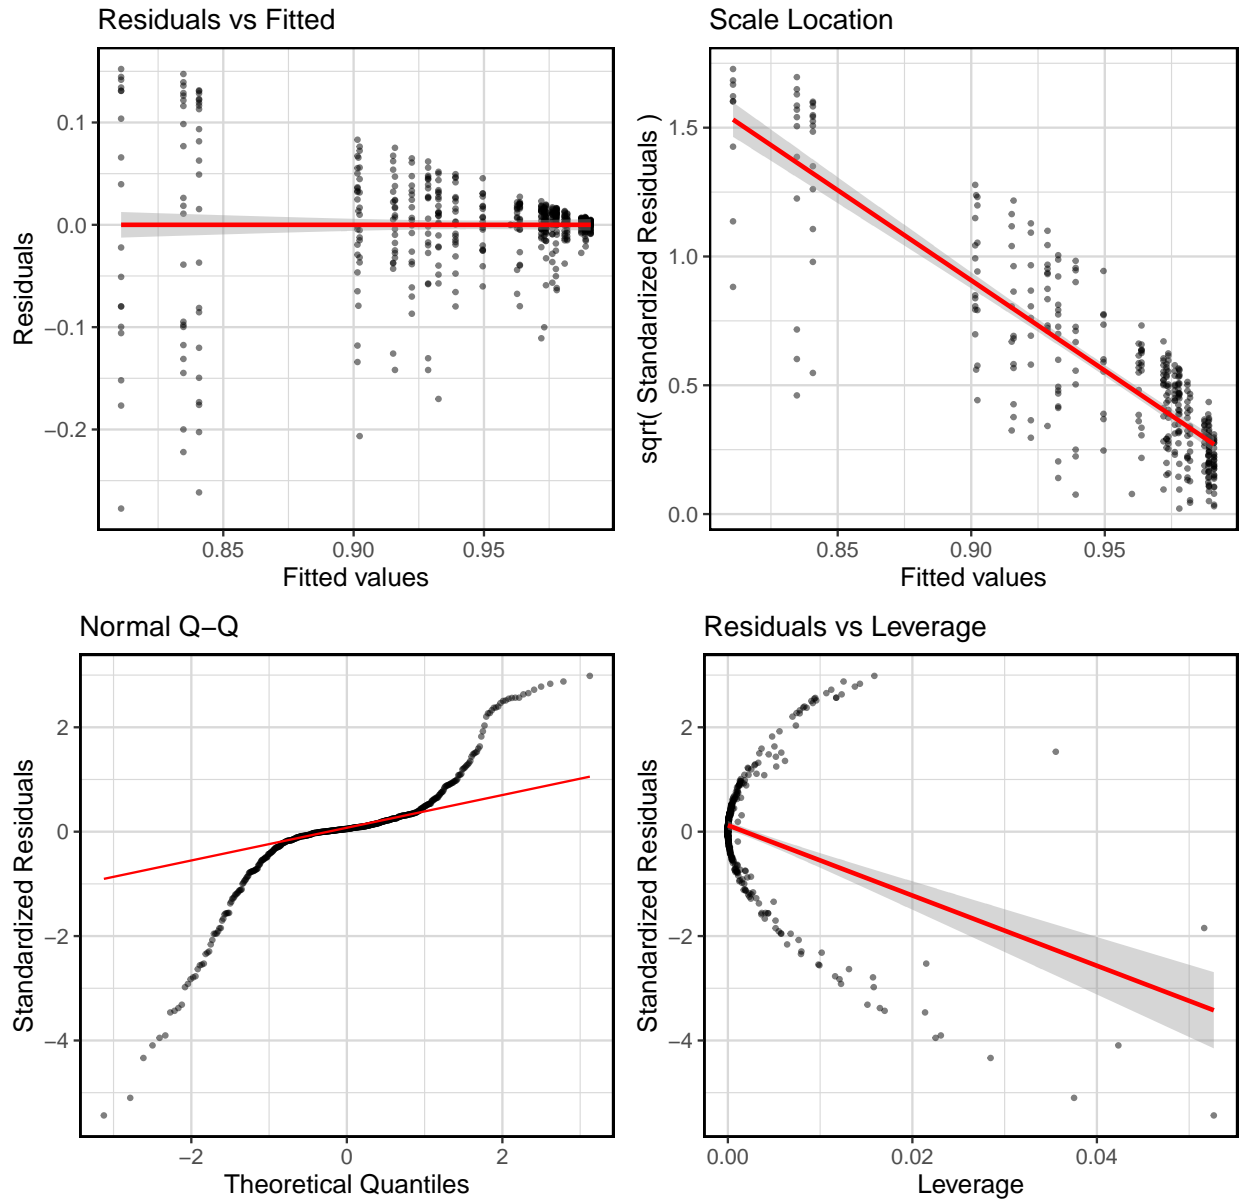 Residuals vs Fitted
Residuals
0.1
0.0
−0.1
−0.2
0.85
0.90
0.95
Fitted values
Scale Location
sqrt( Standardized Residuals )
1.5
1.0
0.5
0.0
0.85
0.90
0.95
Fitted values
Normal Q−Q
Standardized Residuals
2
0
−2
−4
−2
0
2
Theoretical Quantiles
Residuals vs Leverage
Standardized Residuals
2
0
−2
−4
0.00
0.02
0.04
Leverage